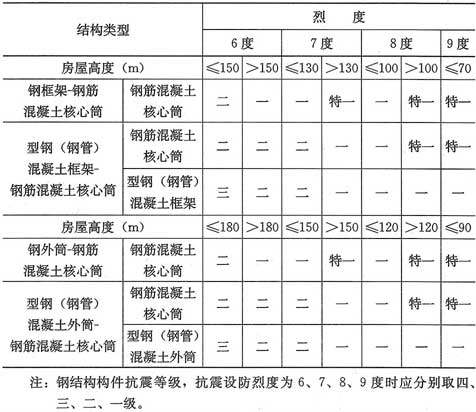 结构类型 烈 度
6度 7度 8度 9度
房屋高度（m） ≤150 >150 ≤130 >130 ≤100 >100 ≤70
钢框架-钢筋
混凝土核心筒
钢筋混凝土
核心筒
二 一 一 特一 一 特一 特一
型钢（钢管）
混凝土框架-
钢筋混凝土核心筒
钢筋混凝土
核心筒
二 二 二 一 一 特一 特一
型钢（钢管）
混凝土框架
三 二 二 一 一 一 一
房屋高度（m） ≤180 >180 ≤150 >150 ≤120 >120 ≤90
钢外筒-钢筋
混凝土核心筒
钢筋混凝土
核心筒
二 一 一 特一 一 特一 特一
型钢（钢管）
混凝土外筒-
钢筋混凝土核心筒
钢筋混凝土
核心筒
二 二 二 一 一 特一 特一
型钢（钢管）
混凝土外筒
三 二 二 一 一 一 一
注：钢结构构件抗震等级，抗震设防烈度为6、7、8、9度时应分别取四、
三、二、一级。